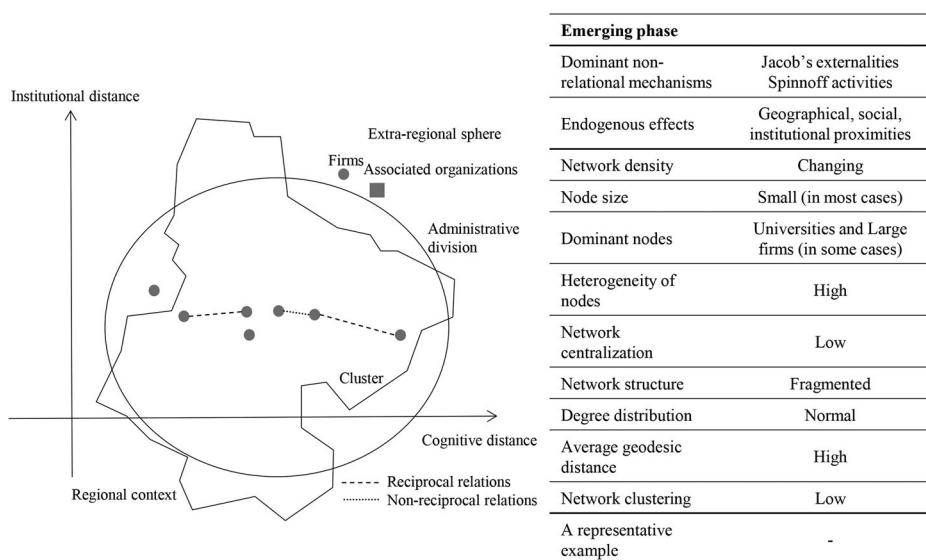 Institutional distance
Extra-regional sphere
Firms
Associated organizations
Administrative
division
Cluster
Cognitive distance
Regional context
Reciprocal relations
Non-reciprocal relations
Emerging phase
Dominant non-
relational mechanisms
Jacob's externalities
Spinnoff activities
Endogenous effects
Geographical, social,
institutional proximities
Network density
Changing
Node size
Small (in most cases)
Dominant nodes
Universities and Large
firms (in some cases)
Heterogeneity of
nodes
High
Network
centralization
Low
Network structure
Fragmented
Degree distribution
Normal
Average geodesic
distance
High
Network clustering
Low
A representative
example
-